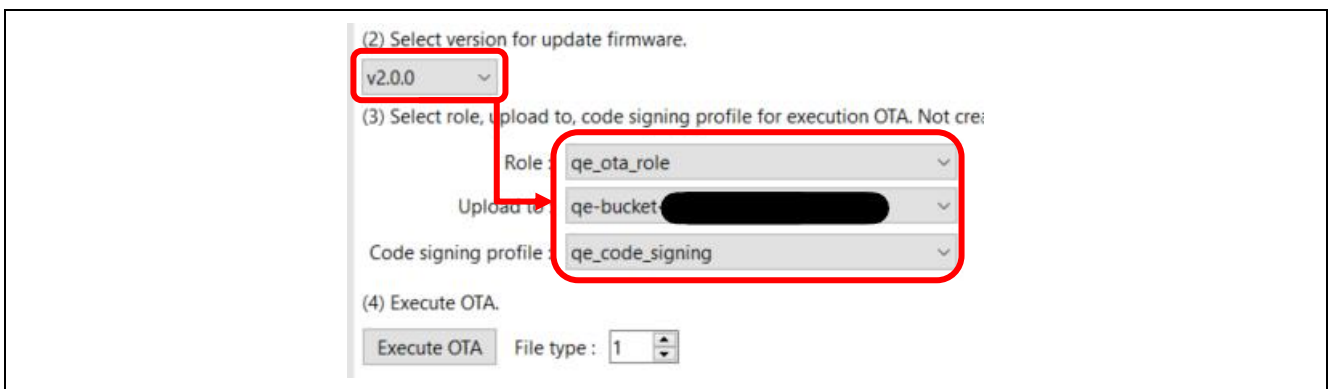 (2) Select version for update firmware.
v2.0.0
(3) Select role, upload to, code signing profile for execution OTA. Not
Role : qe_ota_role
Upload to : qe-bucket-
Code signing profile : qe_code_signing
(4) Execute OTA.
Execute OTA File type : 1